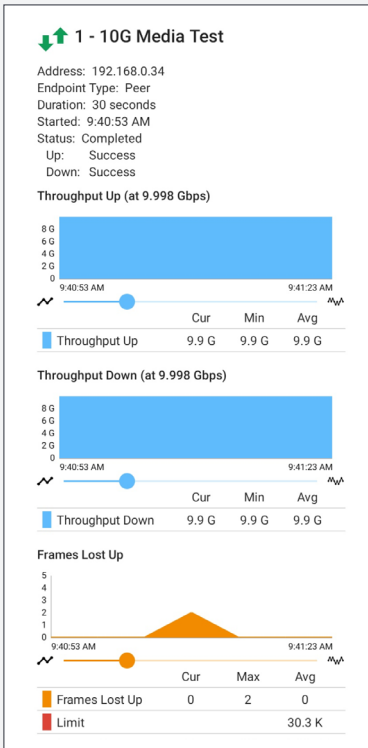 1 - 10G Media Test
Address: 192.168.0.34
Endpoint Type: Peer
Duration: 30 seconds
Started: 9:40:53 AM
Status: Completed
Up: Success
Down: Success
Throughput Up (at 9.998 Gbps)
8 G
6 G
4 G
2 G
0
9:40:53 AM 9:41:23 AM
Cur Min Avg
Throughput Up 9.9 G 9.9 G 9.9 G
Throughput Down (at 9.998 Gbps)
8 G
6 G
4 G
2 G
0
9:40:53 AM 9:41:23 AM
Cur Min Avg
Throughput Down 9.9 G 9.9 G 9.9 G
Frames Lost Up
5
4
3
2
1
0
9:40:53 AM 9:41:23 AM
Cur Max Avg
Frames Lost Up 0 2 0
Limit 30.3 K